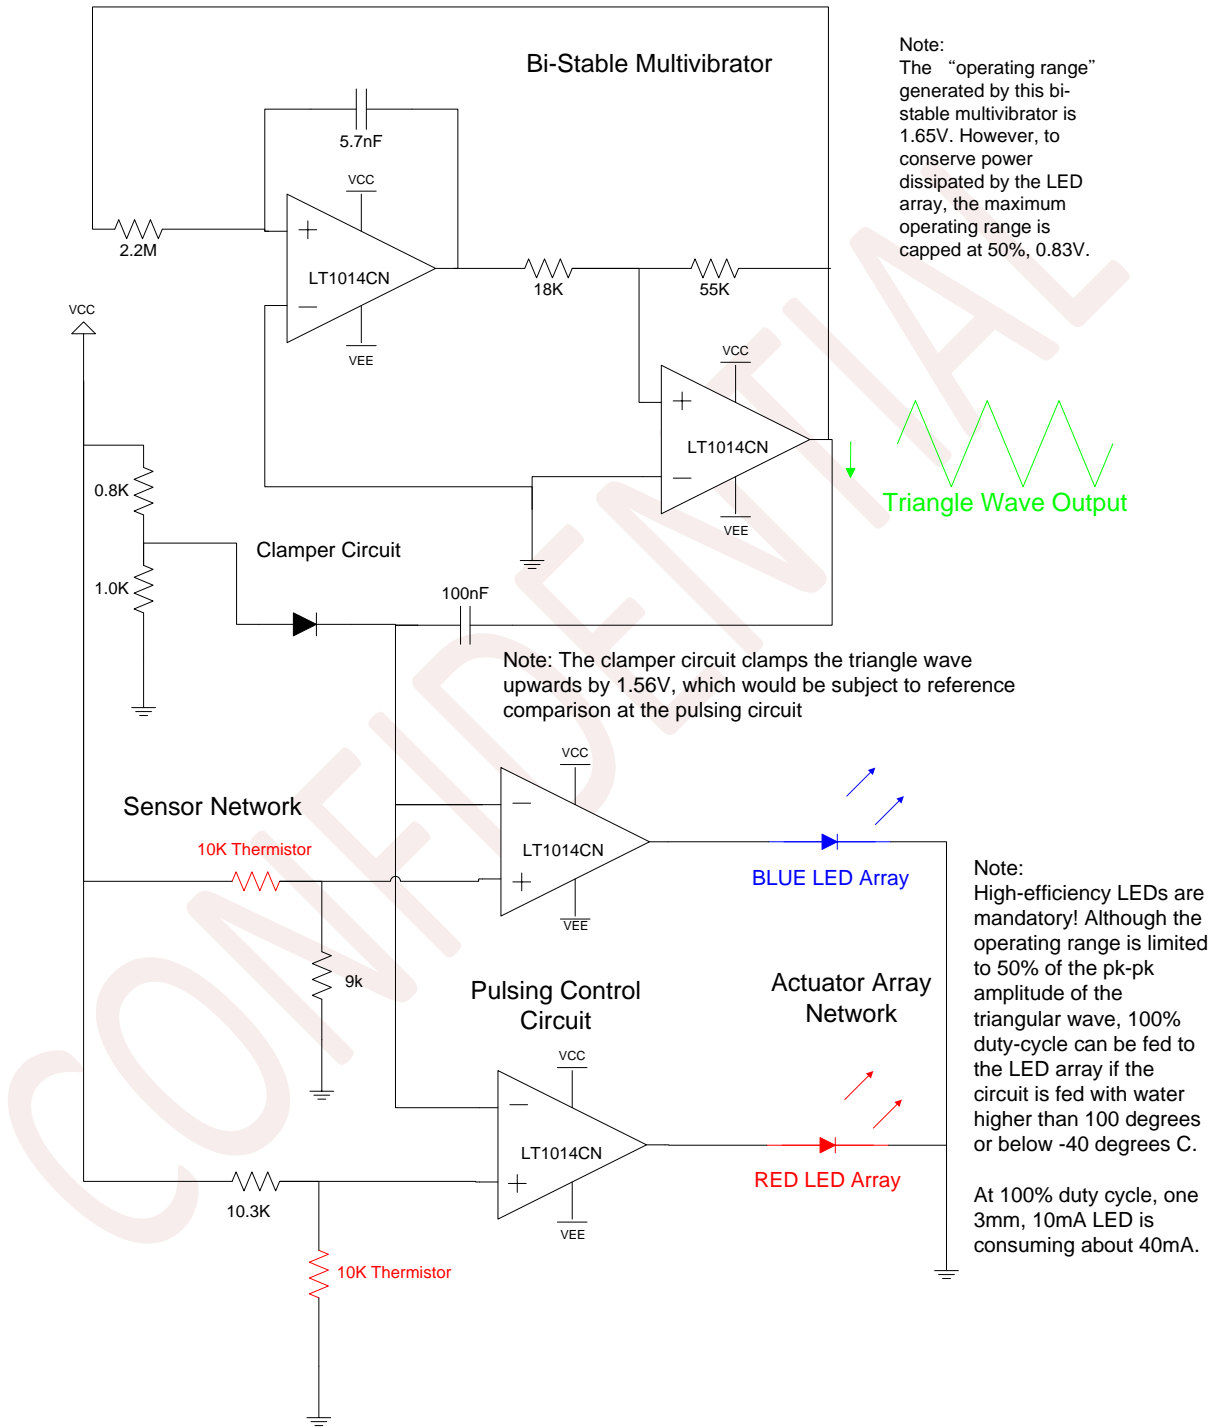 Bi-Stable Multivibrator
Note:
The “operating range”
generated by this bi-
stable multivibrator is
1.65V. However, to
conserve power
dissipated by the LED
array, the maximum
operating range is
capped at 50%, 0.83V.
5.7nF
VCC
2.2M
+
LT1014CN
−
VEE
18K
55K
VCC
VCC
+
LT1014CN
−
VEE
Triangle Wave Output
0.8K
1.0K
Clamper Circuit
100nF
Note: The clamper circuit clamps the triangle wave
upwards by 1.56V, which would be subject to reference
comparison at the pulsing circuit
VCC
−
LT1014CN
+
VEE
Sensor Network
10K Thermistor
BLUE LED Array
9k
Pulsing Control
Circuit
Actuator Array
Network
Note:
High-efficiency LEDs are
mandatory! Although the
operating range is limited
to 50% of the pk-pk
amplitude of the
triangular wave, 100%
duty-cycle can be fed to
the LED array if the
circuit is fed with water
higher than 100 degrees
or below -40 degrees C.
At 100% duty cycle, one
3mm, 10mA LED is
consuming about 40mA.
VCC
−
LT1014CN
+
VEE
RED LED Array
10.3K
10K Thermistor
CONFIDENTIAL